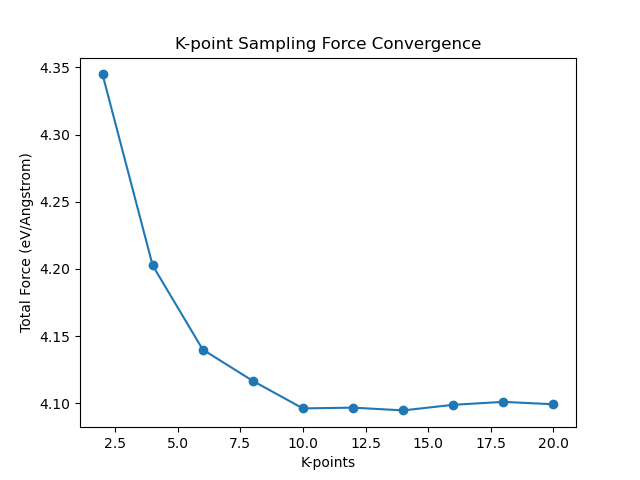 K-point Sampling Force Convergence
Total Force (eV/Angstrom)
4.35
4.30
4.25
4.20
4.15
4.10
2.5 5.0 7.5 10.0 12.5 15.0 17.5 20.0
K-points